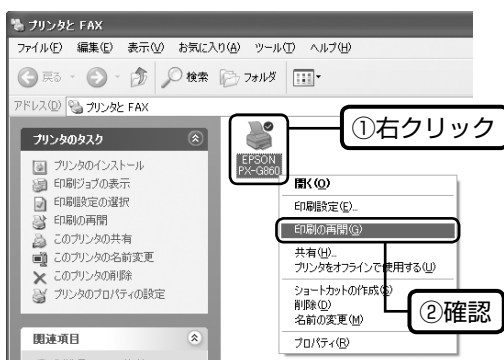 プリンタと FAX
ファイル(F) 編集(E) 表示(V) お気に入り(A) ツール(T) ヘルプ(H)
戻る 検索 フォルダ
アドレス(D) プリンタと FAX
プリンタのタスク
プリンタのインストール
印刷ジョブの表示
印刷設定の選択
印刷の再開
このプリンタの共有
このプリンタの名前変更
このプリンタの削除
プリンタのプロパティの設定
関連項目
EPSON
PX-G860
①右クリック
開く(O)
印刷設定(E)...
印刷の再開(G)
共有(H)...
プリンタをオフラインで使用する(U)
ショートカットの作成(S)
削除(D)
名前の変更(M)
プロパティ(R)
②確認